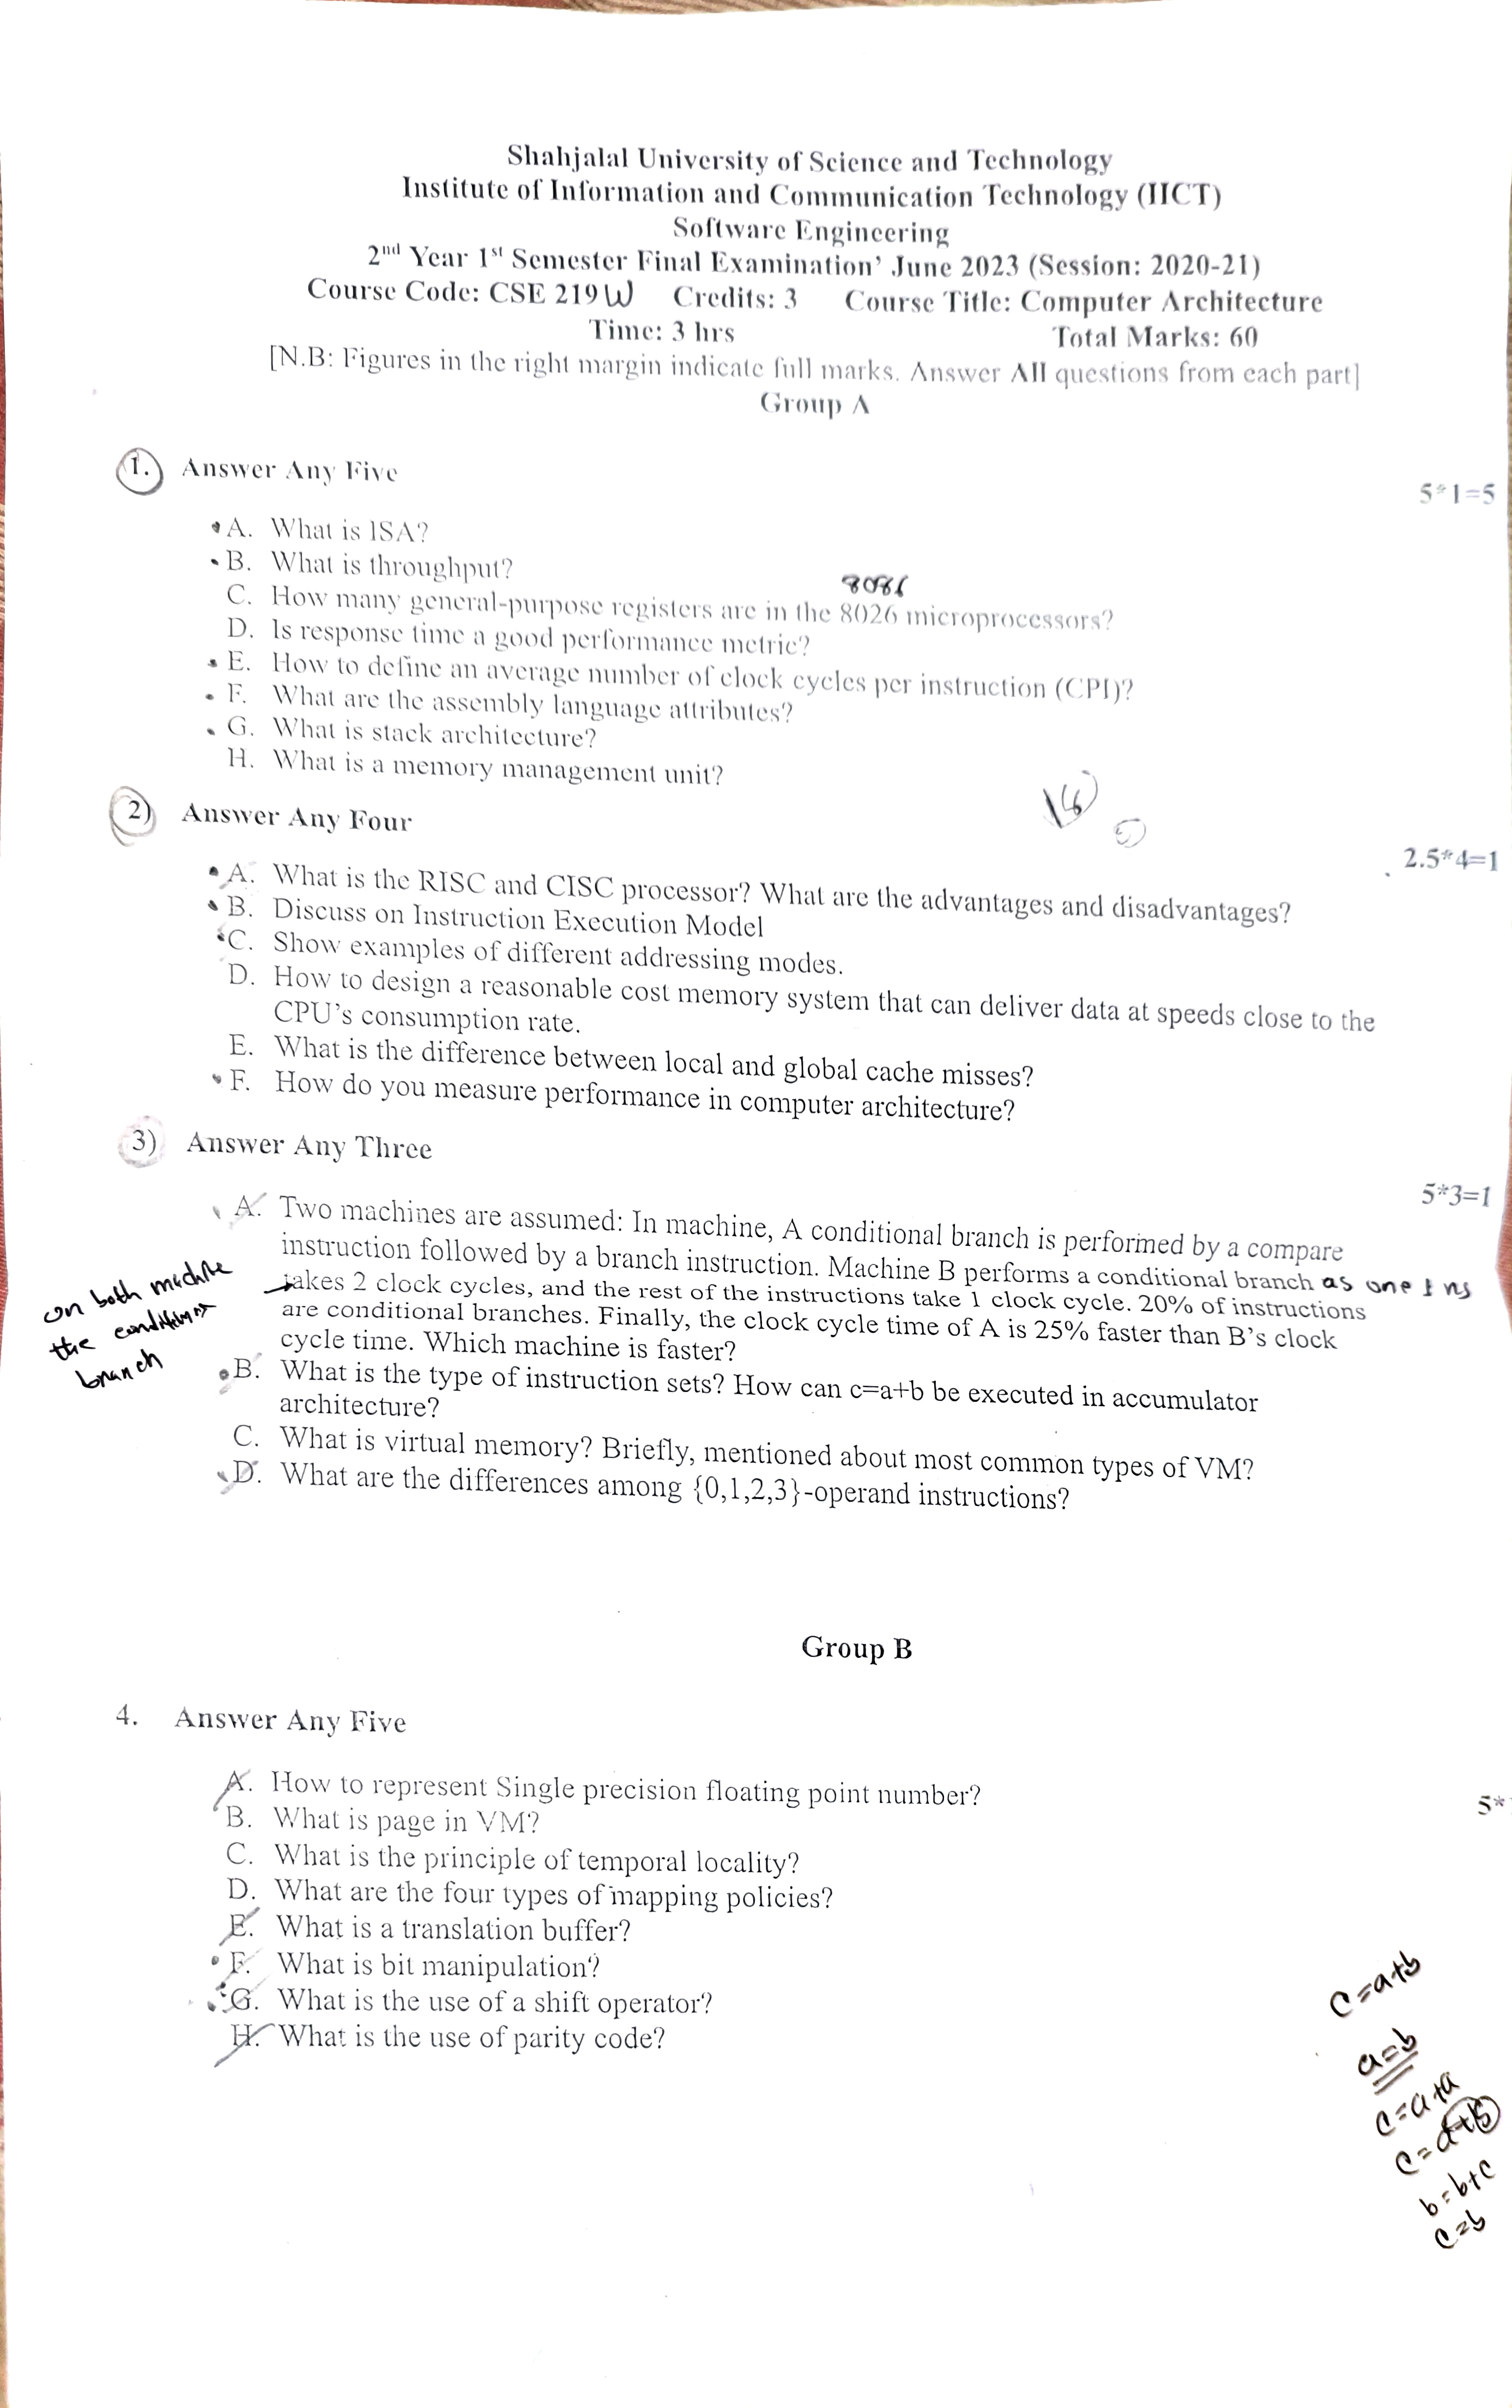 Shahjalal University of Science and Technology
Institute of Information and Communication Technology (IICT)
Software Engineering
2nd Year 1st Semester Final Examination' June 2023 (Session: 2020-21)
Course Code: CSE 219W Credits: 3 Course Title: Computer Architecture
Time: 3 hrs Total Marks: 60
[N.B: Figures in the right margin indicate full marks. Answer All questions from each part]
Group A
1. Answer Any Five
5*1=5
A. What is ISA?
B. What is throughput?
8086
C. How many general-purpose registers are in the 8026 microprocessors?
D. Is response time a good performance metric?
E. How to define an average number of clock cycles per instruction (CPI)?
F. What are the assembly language attributes?
G. What is stack architecture?
H. What is a memory management unit?
2) Answer Any Four
2.5*4=1
A. What is the RISC and CISC processor? What are the advantages and disadvantages?
B. Discuss on Instruction Execution Model
C. Show examples of different addressing modes.
D. How to design a reasonable cost memory system that can deliver data at speeds close to the
CPU's consumption rate.
E. What is the difference between local and global cache misses?
F. How do you measure performance in computer architecture?
3) Answer Any Three
5*3=1
A. Two machines are assumed: In machine, A conditional branch is performed by a compare
instruction followed by a branch instruction. Machine B performs a conditional branch as one ins
takes 2 clock cycles, and the rest of the instructions take 1 clock cycle. 20% of instructions
on both machine
the
branch
are conditional branches. Finally, the clock cycle time of A is 25% faster than B's clock
cycle time. Which machine is faster?
B. What is the type of instruction sets? How can c=a+b be executed in accumulator
architecture?
C. What is virtual memory? Briefly, mentioned about most common types of VM?
D. What are the differences among {0,1,2,3}-operand instructions?
Group B
4. Answer Any Five
5*
A. How to represent Single precision floating point number?
B. What is page in VM?
C. What is the principle of temporal locality?
D. What are the four types of mapping policies?
E. What is a translation buffer?
F. What is bit manipulation?
G. What is the use of a shift operator?
H. What is the use of parity code?
c=a+b
a=b
c=a+a
c=a+b
b=b+c
c=b